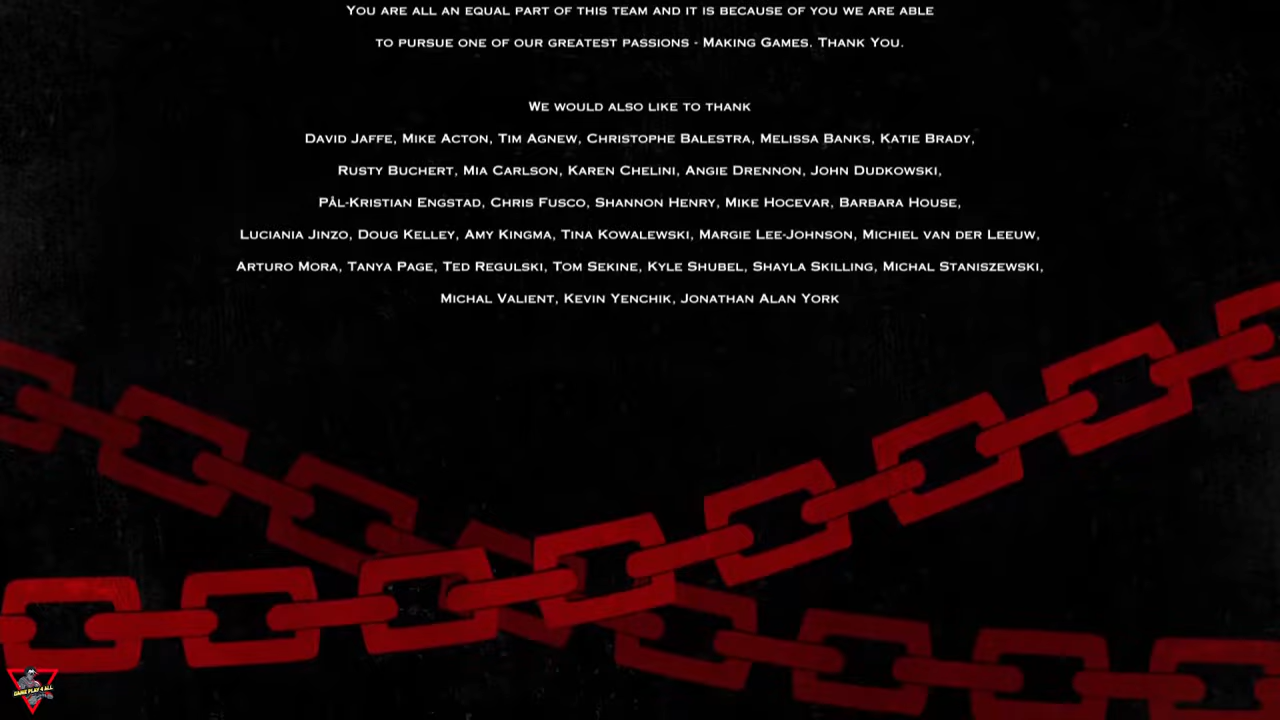 You are all an equal part of this team and it is because of you we are able
to pursue one of our greatest passions - Making Games. Thank You.
We would also like to thank
David Jaffe, Mike Acton, Tim Agnew, Christophe Balestra, Melissa Banks, Katie Brady,
Rusty Buchert, Mia Carlson, Karen Chelini, Angie Drennon, John Dudkowski,
Pål-Kristian Engstad, Chris Fusco, Shannon Henry, Mike Hocevar, Barbara House,
Luciania Jinzo, Doug Kelley, Amy Kingma, Tina Kowalewski, Margie Lee-Johnson, Michiel van der Leeuw,
Arturo Mora, Tanya Page, Ted Regulski, Tom Sekine, Kyle Shubel, Shayla Skilling, Michal Staniszewski,
Michal Valient, Kevin Yenchik, Jonathan Alan York
GAME PLAY 4 ALL